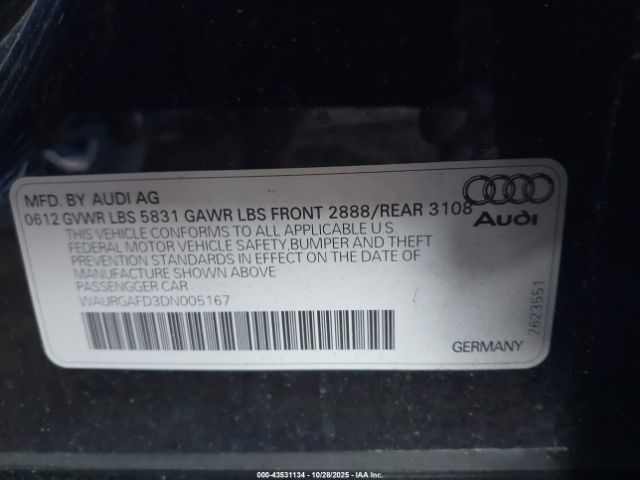 MFD. BY AUDI AG
0612 GVWR LBS 5831 GAWR LBS FRONT 2888/REAR 3108
THIS VEHICLE CONFORMS TO ALL APPLICABLE U.S.
FEDERAL MOTOR VEHICLE SAFETY,BUMPER AND THEFT
PREVENTION STANDARDS IN EFFECT ON THE DATE OF
MANUFACTURE SHOWN ABOVE
PASSENGGER CAR
WAURGAFD3DN005167
Audi
2623551
GERMANY
000-43531134 - 10/28/2025 - IAA Inc.